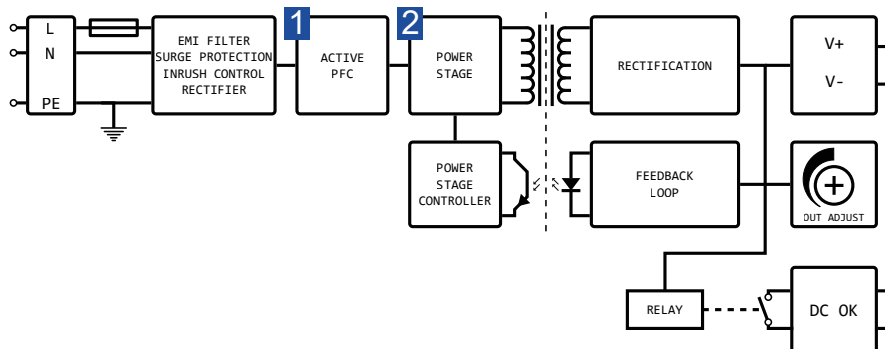 L
N
PE
EMI FILTER
SURGE PROTECTION
INRUSH CONTROL
RECTIFIER
1
ACTIVE
PFC
2
POWER
STAGE
RECTIFICATION
V+
V-
POWER
STAGE
CONTROLLER
FEEDBACK
LOOP
OUT ADJUST
RELAY
DC OK